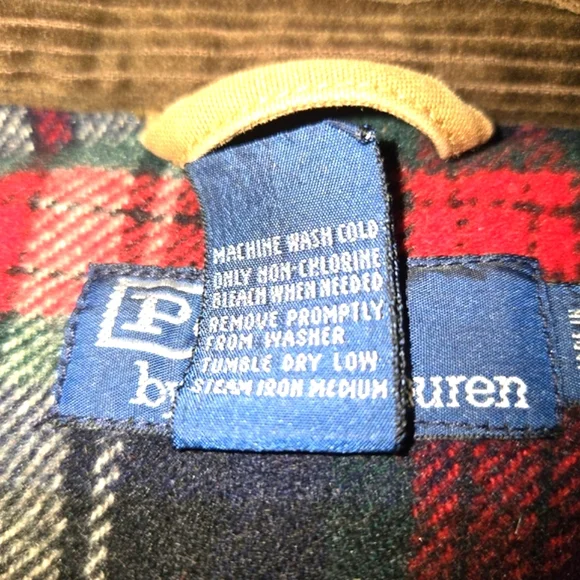 MACHINE WASH COLD
ONLY NON-CHLORINE
BLEACH WHEN NEEDED
REMOVE PROMPTLY
FROM WASHER
TUMBLE DRY LOW
STEAM IRON MEDIUM
P
by uren